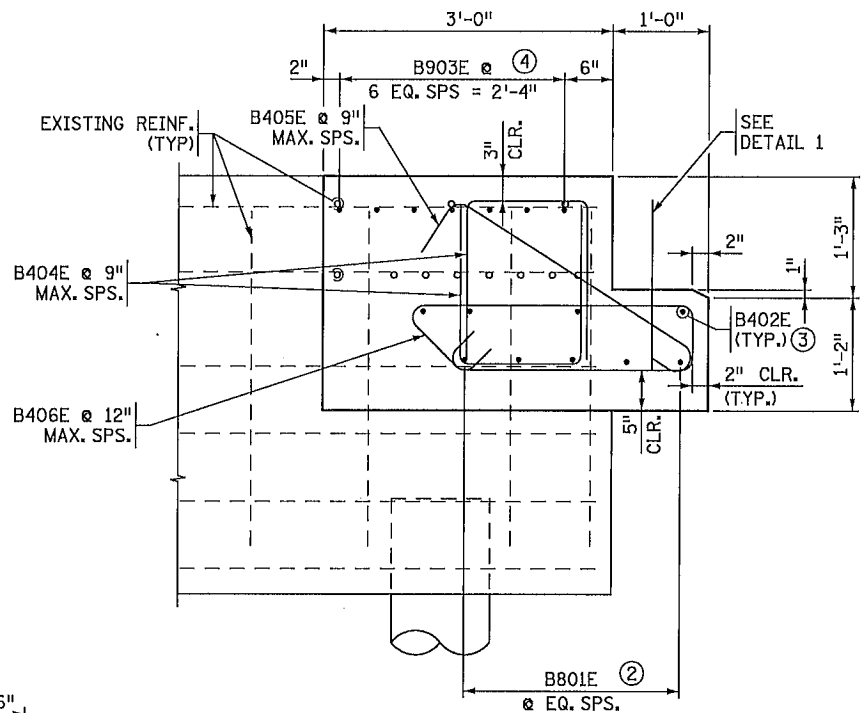 3'-0"
1'-0"
2"
B903E @ ④
6"
6 EQ. SPS = 2'-4"
EXISTING REINF.
(TYP)
B405E @ 9"
MAX. SPS.
3"
CLR.
SEE
DETAIL 1
2"
1'-3"
1"
B404E @ 9"
MAX. SPS.
B402E
(TYP.) ③
1'-2"
2" CLR.
(TYP.)
B406E @ 12"
MAX. SPS.
5"
CLR.
B801E ②
@ EQ. SPS.
6"